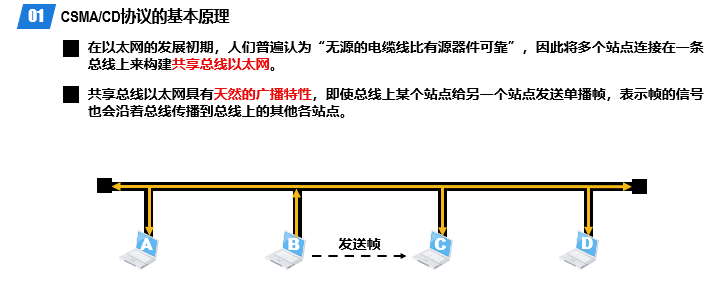 01 CSMA/CD协议的基本原理
在以太网的发展初期，人们普遍认为“无源的电缆线比有源器件可靠”，因此将多个站点连接在一条
总线上来构建共享总线以太网。
共享总线以太网具有天然的广播特性，即使总线上某个站点给另一个站点发送单播帧，表示帧的信号
也会沿着总线传播到总线上的其他各站点。
A B 发送帧 C D